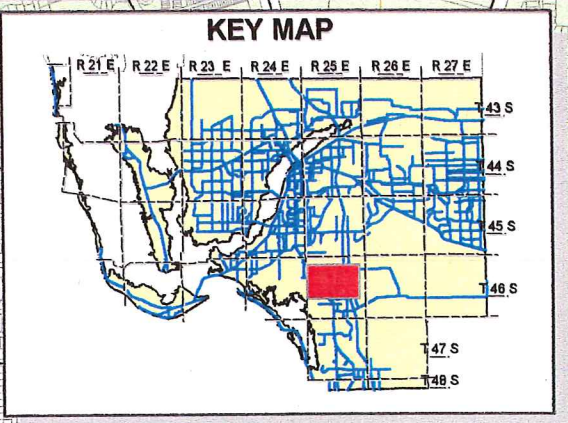 KEY MAP
R 21 E R 22 E R 23 E R 24 E R 25 E R 26 E R 27 E
T 43 S
T 44 S
T 45 S
T 46 S
T 47 S
T 48 S